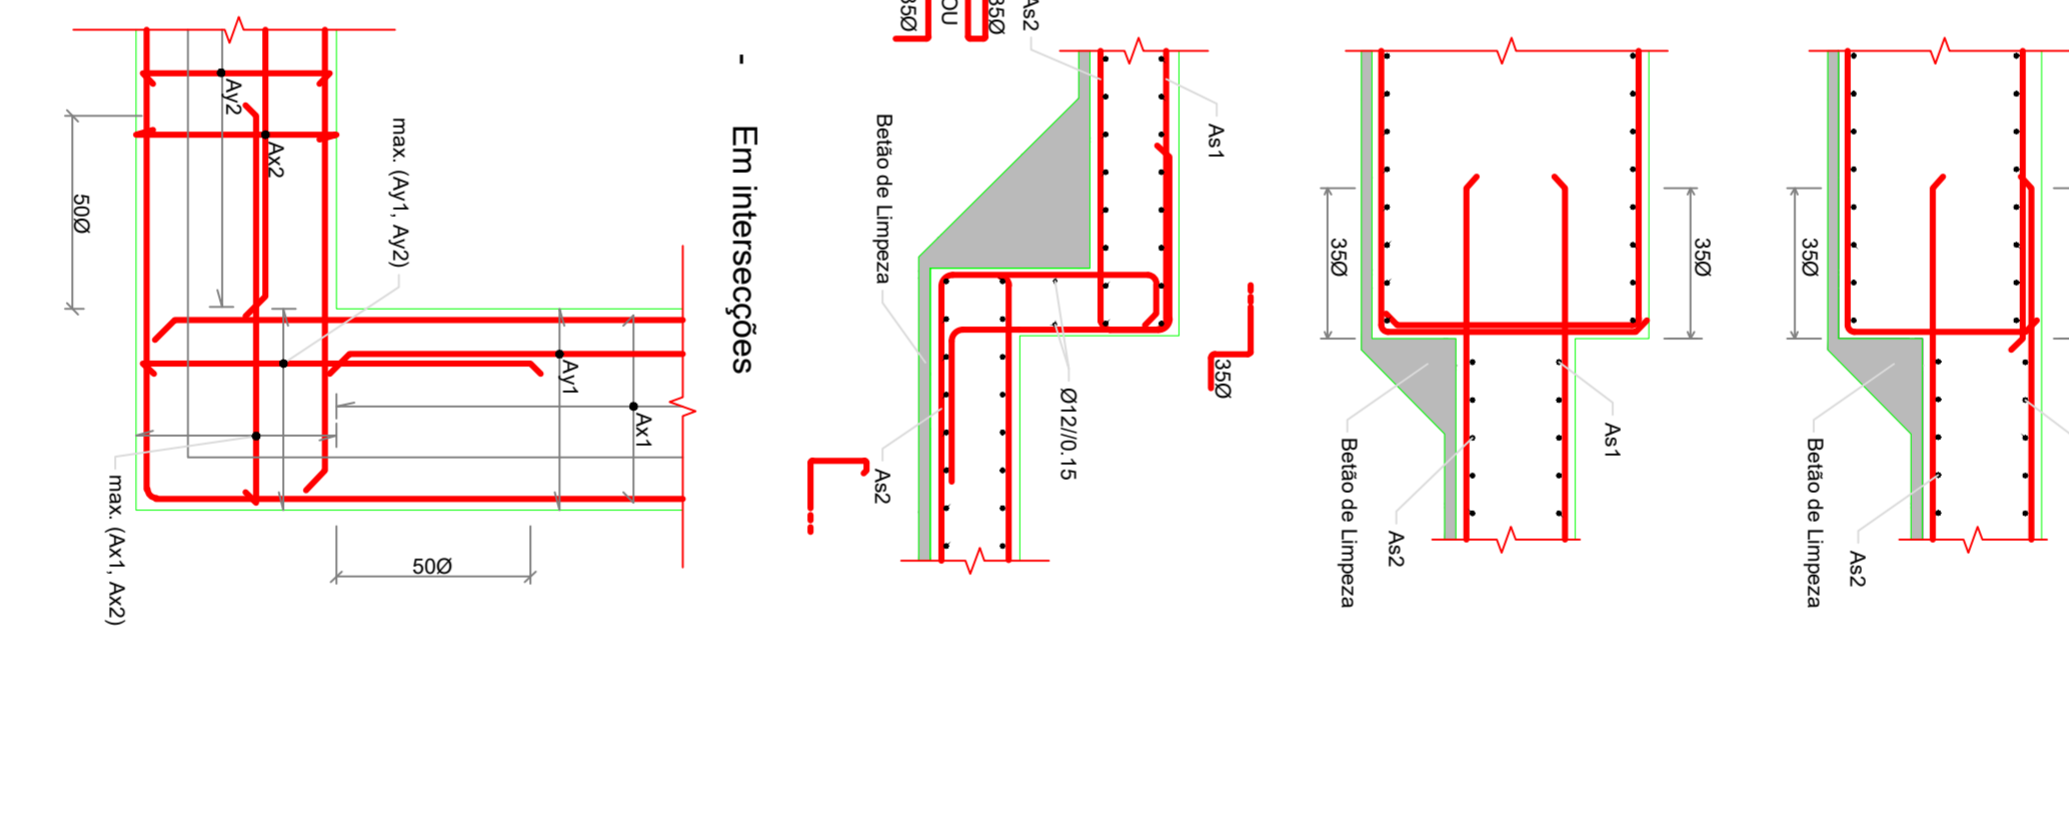 Ay2
Ax2
50Ø
max. (Ay1, Ay2)
Ay1
Ax1
max. (Ax1, Ax2)
50Ø
- Em intersecções
35Ø
OU
35Ø
As2
As1
Betão de Limpeza
Ø12//0.15
As2
35Ø
35Ø
35Ø
As1
As2
Betão de Limpeza
35Ø
As2
Betão de Limpeza